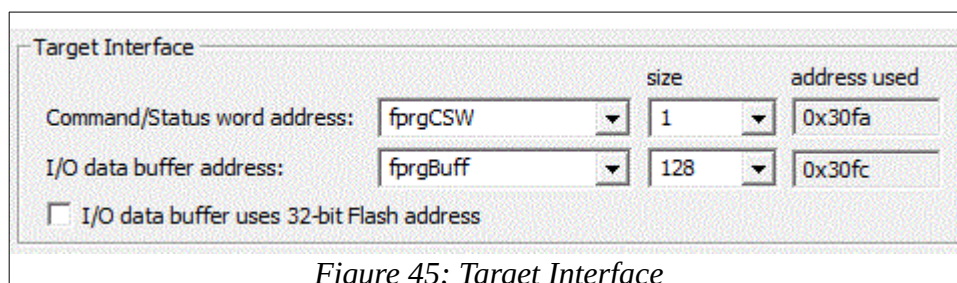 Target Interface
size address used
Command/Status word address: fprgCSW 1 0x30fa
I/O data buffer address: fprgBuff 128 0x30fc
I/O data buffer uses 32-bit Flash address
Figure 45: Target Interface